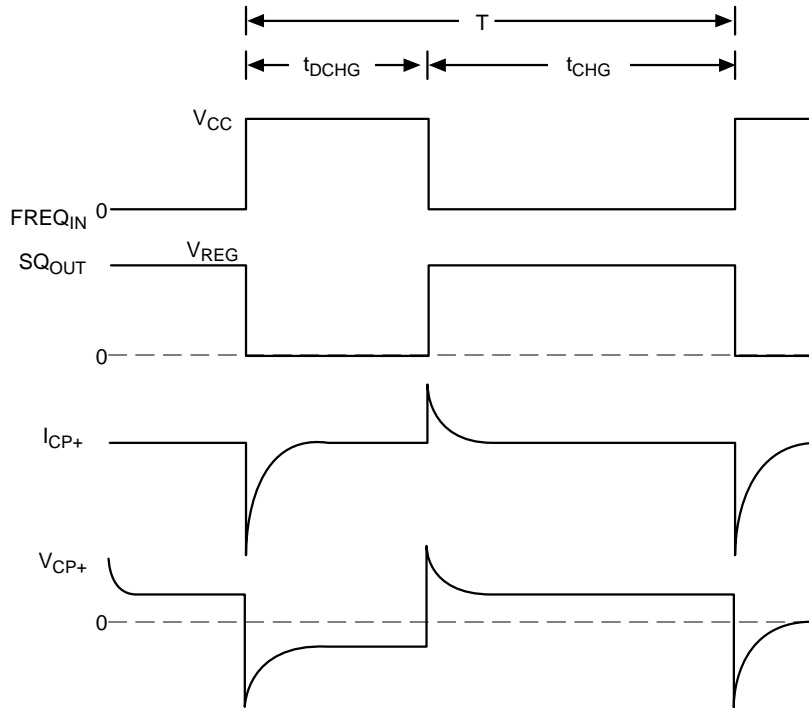 T
tDCHG
tCHG
VCC
0
FREQIN
VREG
SQOUT
0
ICP+
VCP+
0